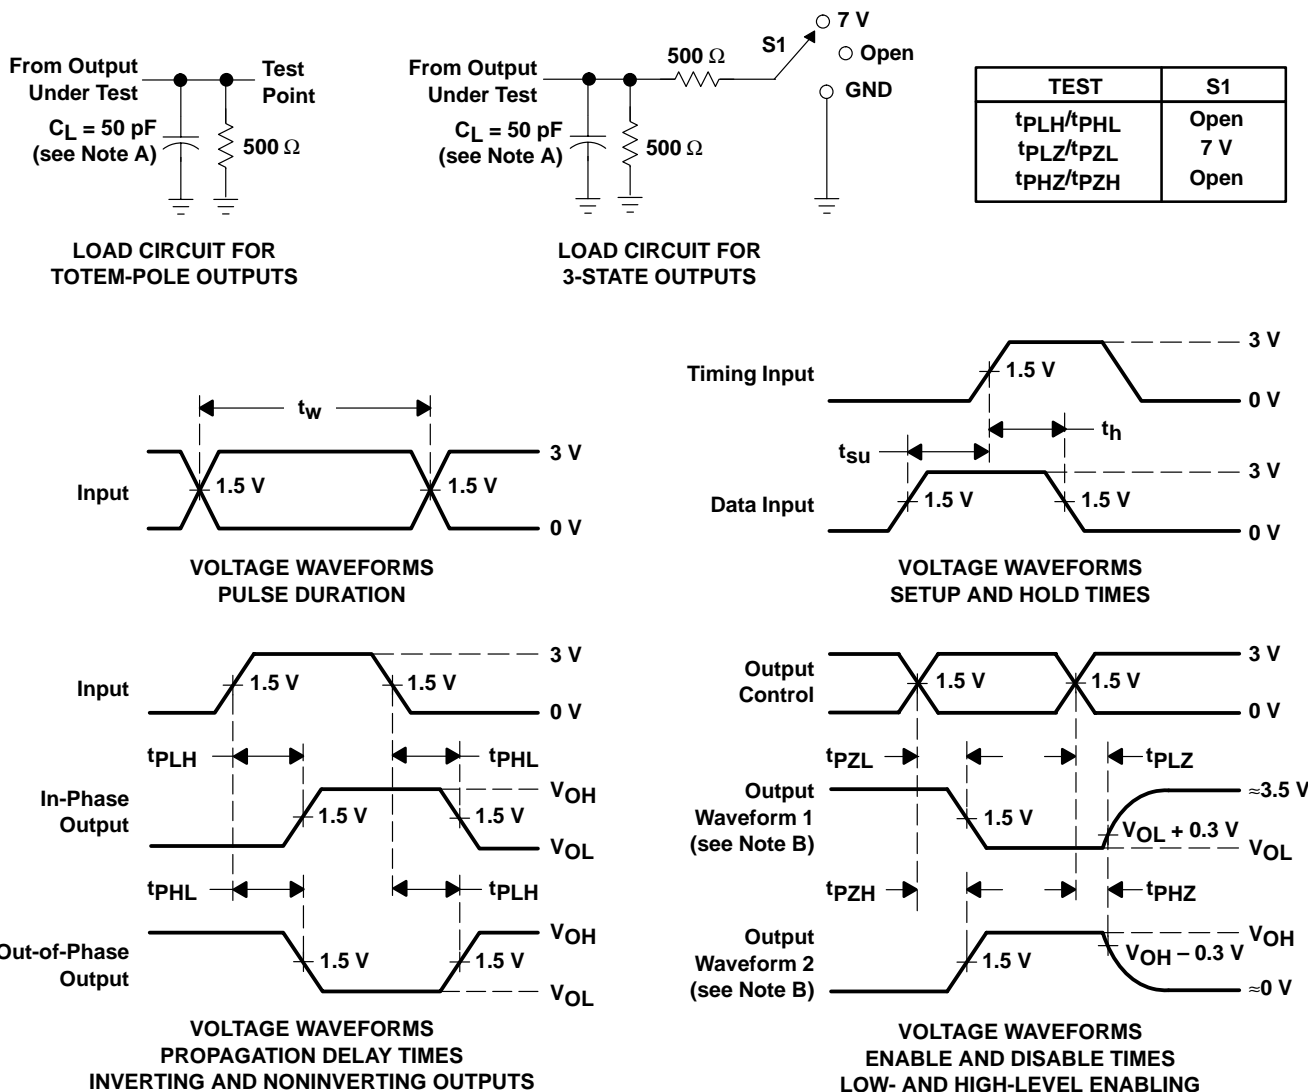 From Output
Under Test
Test
Point
CL = 50 pF
(see Note A)
500 Ω
LOAD CIRCUIT FOR
TOTEM-POLE OUTPUTS
From Output
Under Test
CL = 50 pF
(see Note A)
500 Ω
500 Ω
S1
7 V
Open
GND
LOAD CIRCUIT FOR
3-STATE OUTPUTS
TEST S1
tPLH/tPHL Open
tPLZ/tPZL 7 V
tPHZ/tPZH Open
tw
Input
1.5 V
1.5 V
3 V
0 V
VOLTAGE WAVEFORMS
PULSE DURATION
Timing Input
1.5 V
3 V
0 V
th
tsu
Data Input
1.5 V
1.5 V
3 V
0 V
VOLTAGE WAVEFORMS
SETUP AND HOLD TIMES
Input
1.5 V
1.5 V
3 V
0 V
tPLH
tPHL
In-Phase
Output
1.5 V
1.5 V
VOH
VOL
tPHL
tPLH
Out-of-Phase
Output
1.5 V
1.5 V
VOH
VOL
VOLTAGE WAVEFORMS
PROPAGATION DELAY TIMES
INVERTING AND NONINVERTING OUTPUTS
Output
Control
1.5 V
1.5 V
3 V
0 V
tPZL
tPLZ
Output
Waveform 1
(see Note B)
1.5 V
VOL + 0.3 V
≈3.5 V
VOL
tPZH
tPHZ
Output
Waveform 2
(see Note B)
1.5 V
VOH – 0.3 V
VOH
≈0 V
VOLTAGE WAVEFORMS
ENABLE AND DISABLE TIMES
LOW- AND HIGH-LEVEL ENABLING